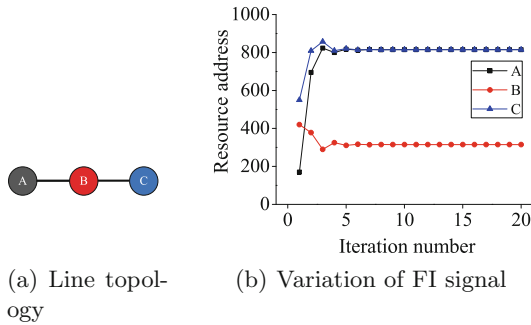 A B C
(a) Line topol-
ogy
1000
800
600
400
200
0
Resource address
A
B
C
0 5 10 15 20
Iteration number
(b) Variation of FI signal